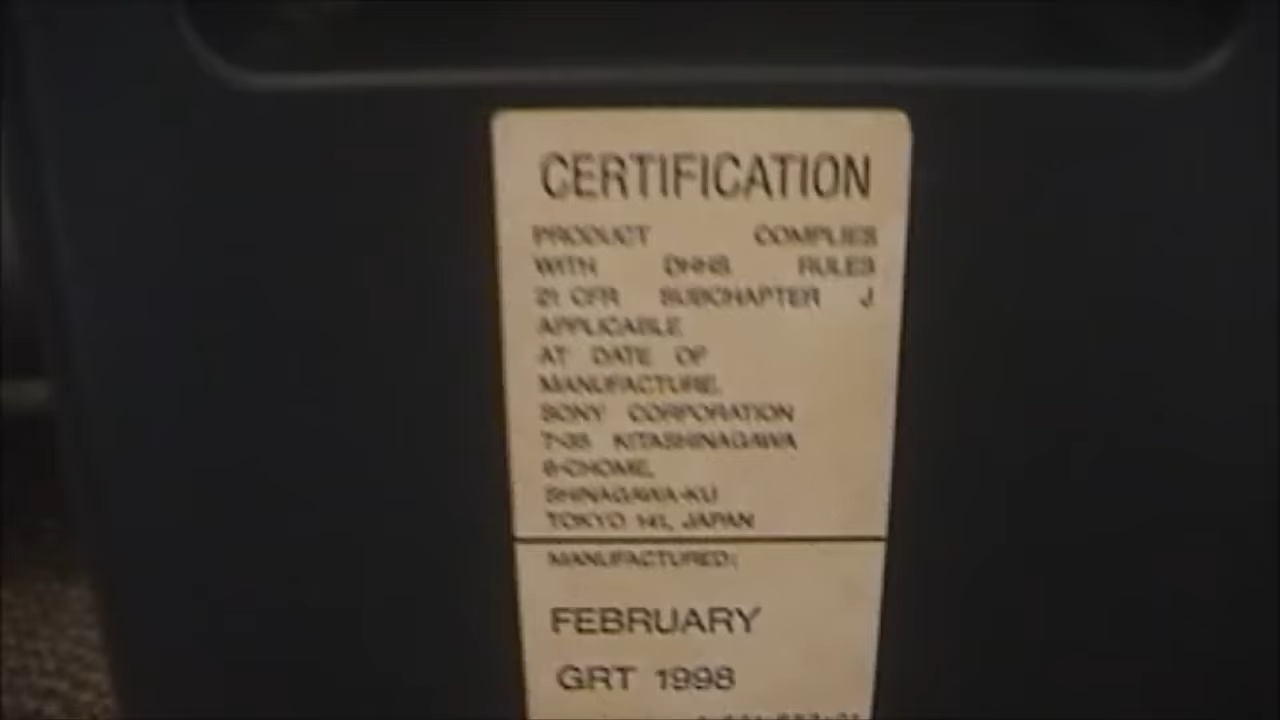 CERTIFICATION
PRODUCT COMPLIES
WITH DHHS RULES
21 CFR SUBCHAPTER J
APPLICABLE
AT DATE OF
MANUFACTURE.
SONY CORPORATION
7-35 KITASHINAGAWA
6-CHOME,
SHINAGAWA-KU
TOKYO 141, JAPAN
MANUFACTURED:
FEBRUARY
GRT 1998